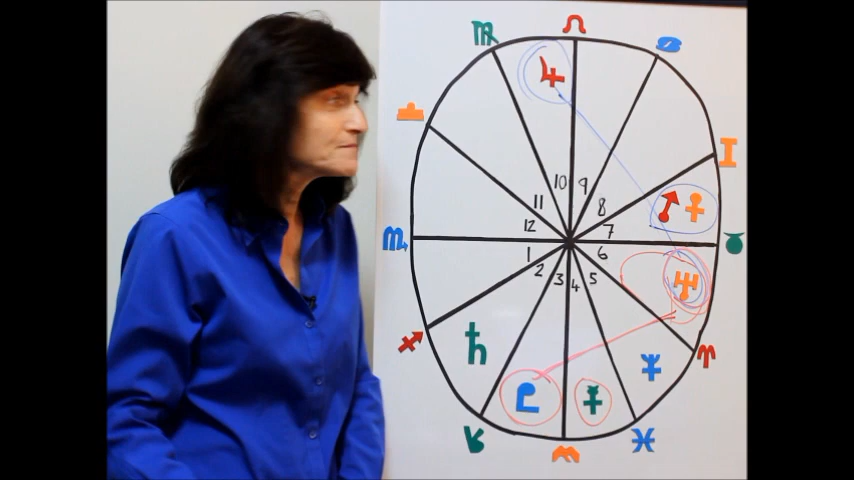 ♍ ♌ ♋
♃
♎ ♊
10 9
11 8 ♂ ♀
12 7
♏ ♉
1 6
2 3 4 5 ♅
♐ ♄ ♈
♆
♇ ☿
♑ ♒ ♓